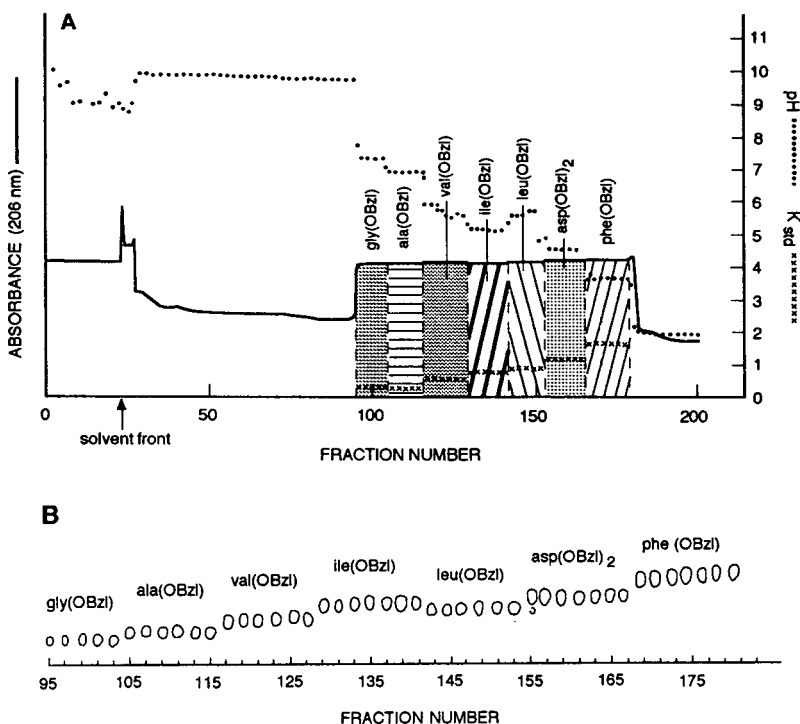 A
ABSORBANCE (206 nm)
11
10
9
8
7
6
5
4
3
2
1
0
pH
K std xxxxxxxxxx
gly(OBzl)
ala(OBzl)
val(OBzl)
ile(OBzl)
leu(OBzl)
asp(OBzl)2
phe(OBzl)
0 50 100 150 200
solvent front
FRACTION NUMBER
B
gly(OBzl) ala(OBzl) val(OBzl) ile(OBzl) leu(OBzl) asp(OBzl)2 phe (OBzl)
95 105 115 125 135 145 155 165 175
FRACTION NUMBER